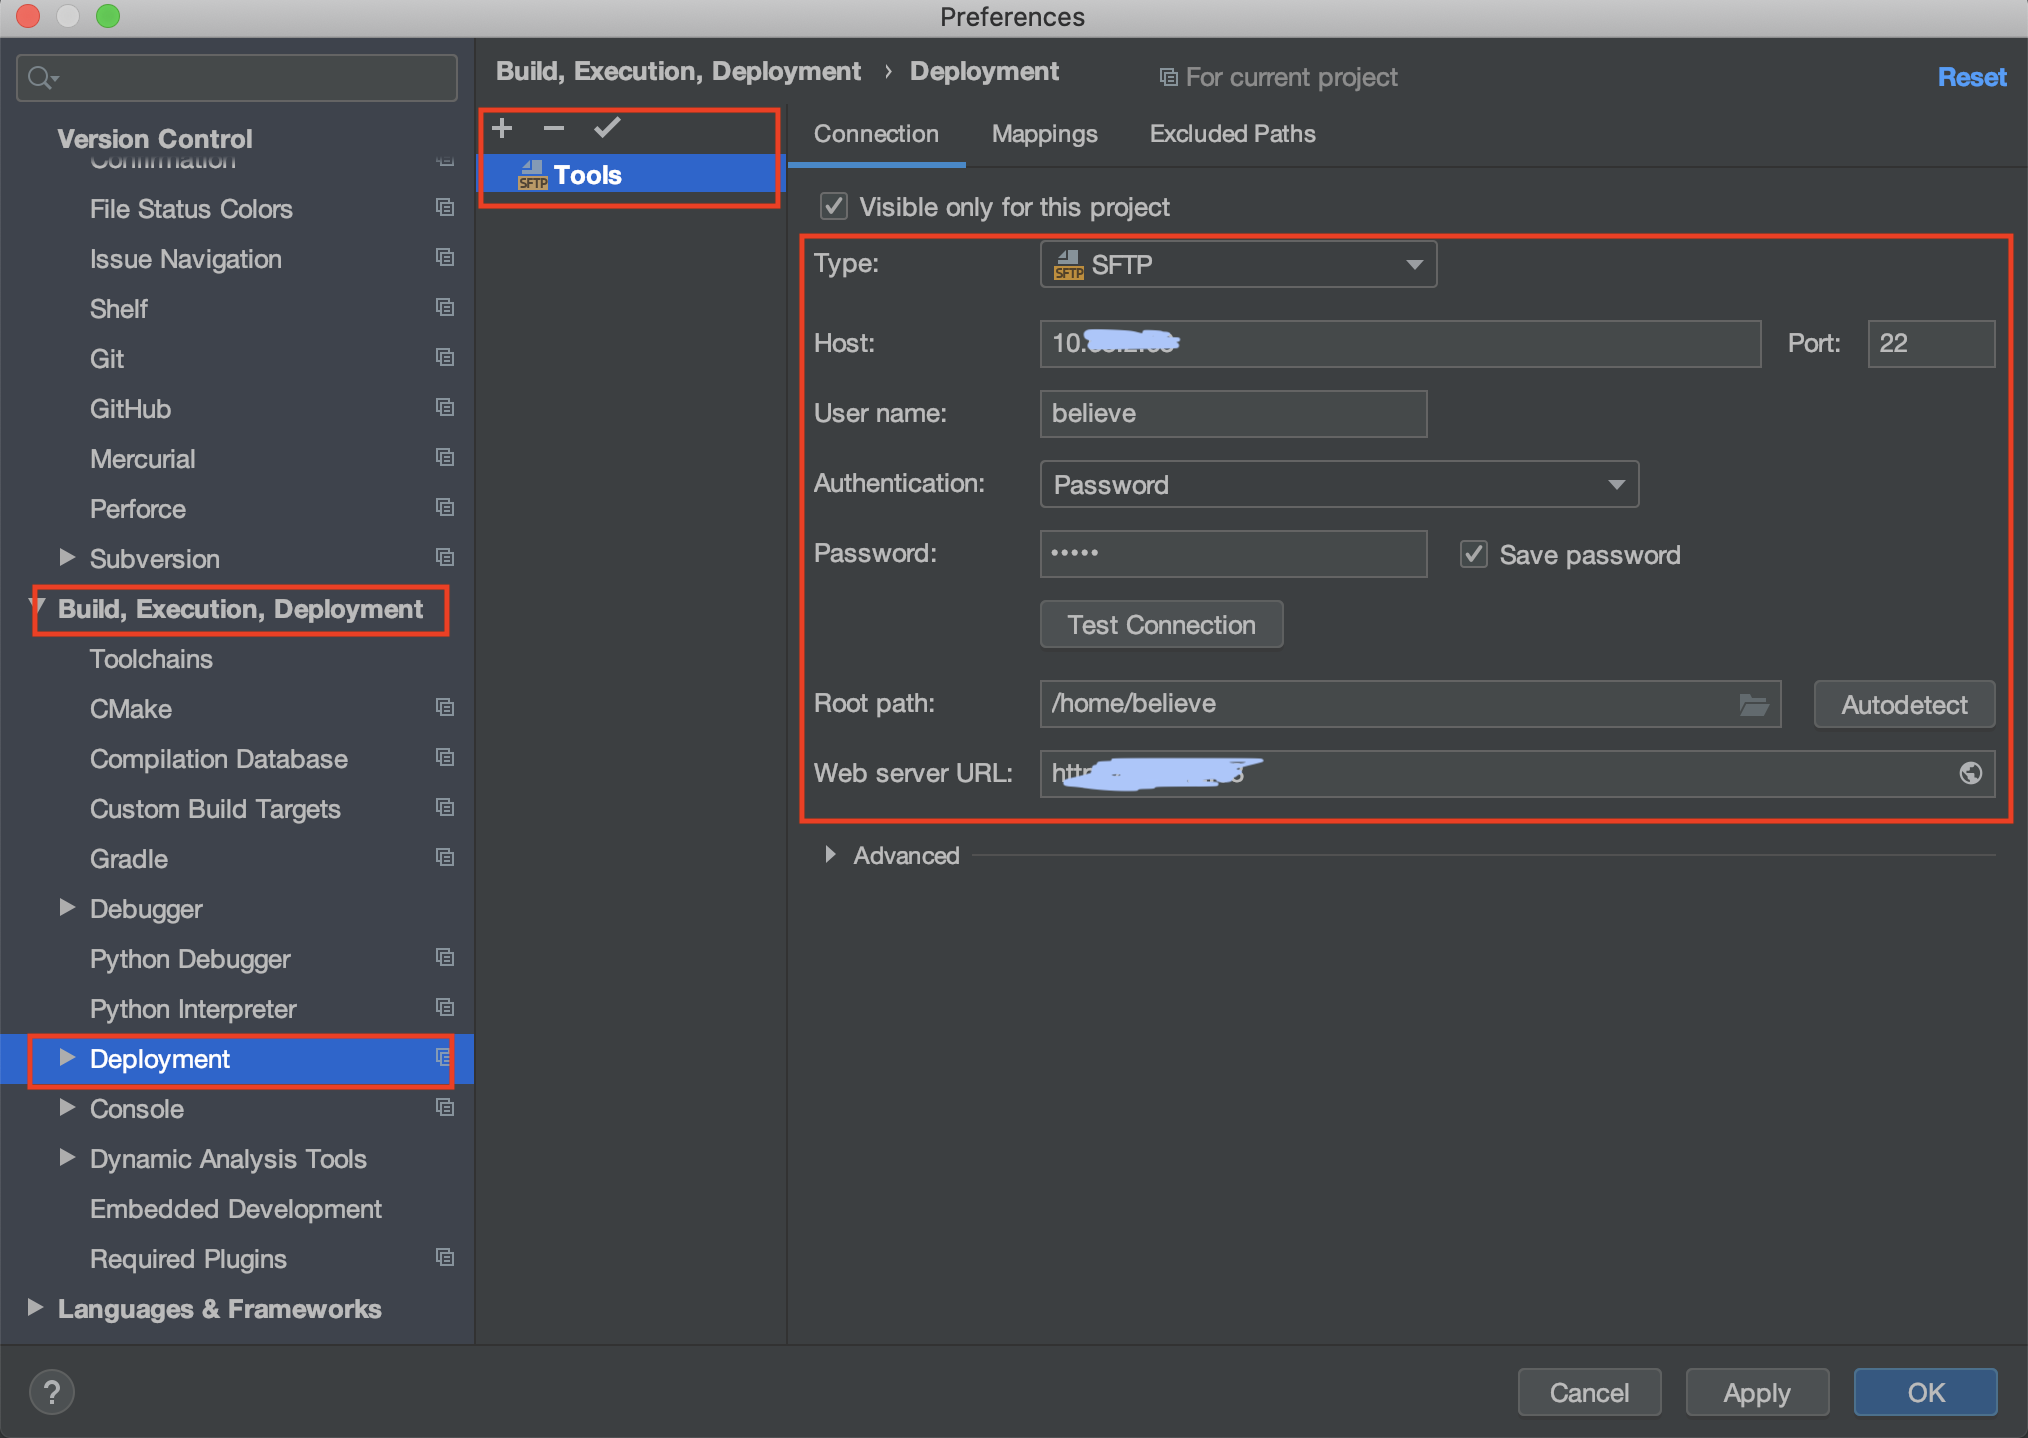 Preferences
Version Control
Confirmation
File Status Colors
Issue Navigation
Shelf
Git
GitHub
Mercurial
Perforce
Subversion
Build, Execution, Deployment
Toolchains
CMake
Compilation Database
Custom Build Targets
Gradle
Debugger
Python Debugger
Python Interpreter
Deployment
Console
Dynamic Analysis Tools
Embedded Development
Required Plugins
Languages & Frameworks
Build, Execution, Deployment › Deployment
For current project
Reset
SFTP Tools
Connection Mappings Excluded Paths
Visible only for this project
Type: SFTP SFTP
Host: 10. Port: 22
User name: believe
Authentication: Password
Password: ••••• Save password
Test Connection
Root path: /home/believe Autodetect
Web server URL:
Advanced
? Cancel Apply OK